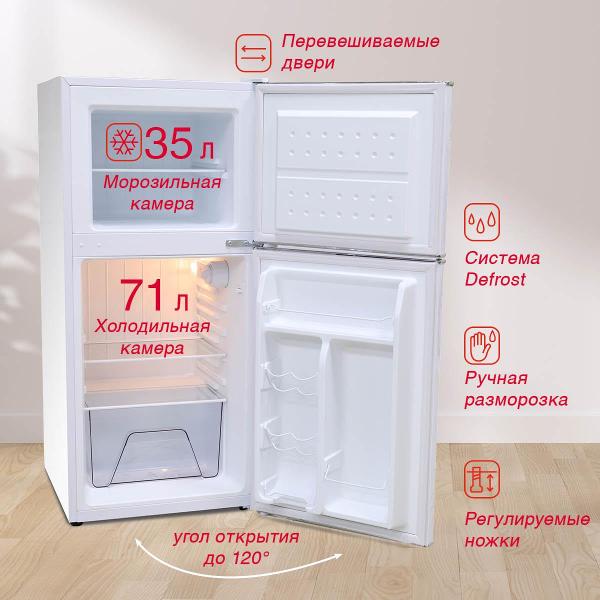 Перевешиваемые
двери
35 л
Морозильная
камера
71 л
Холодильная
камера
Система
Defrost
Ручная
разморозка
Регулируемые
ножки
угол открытия
до 120°